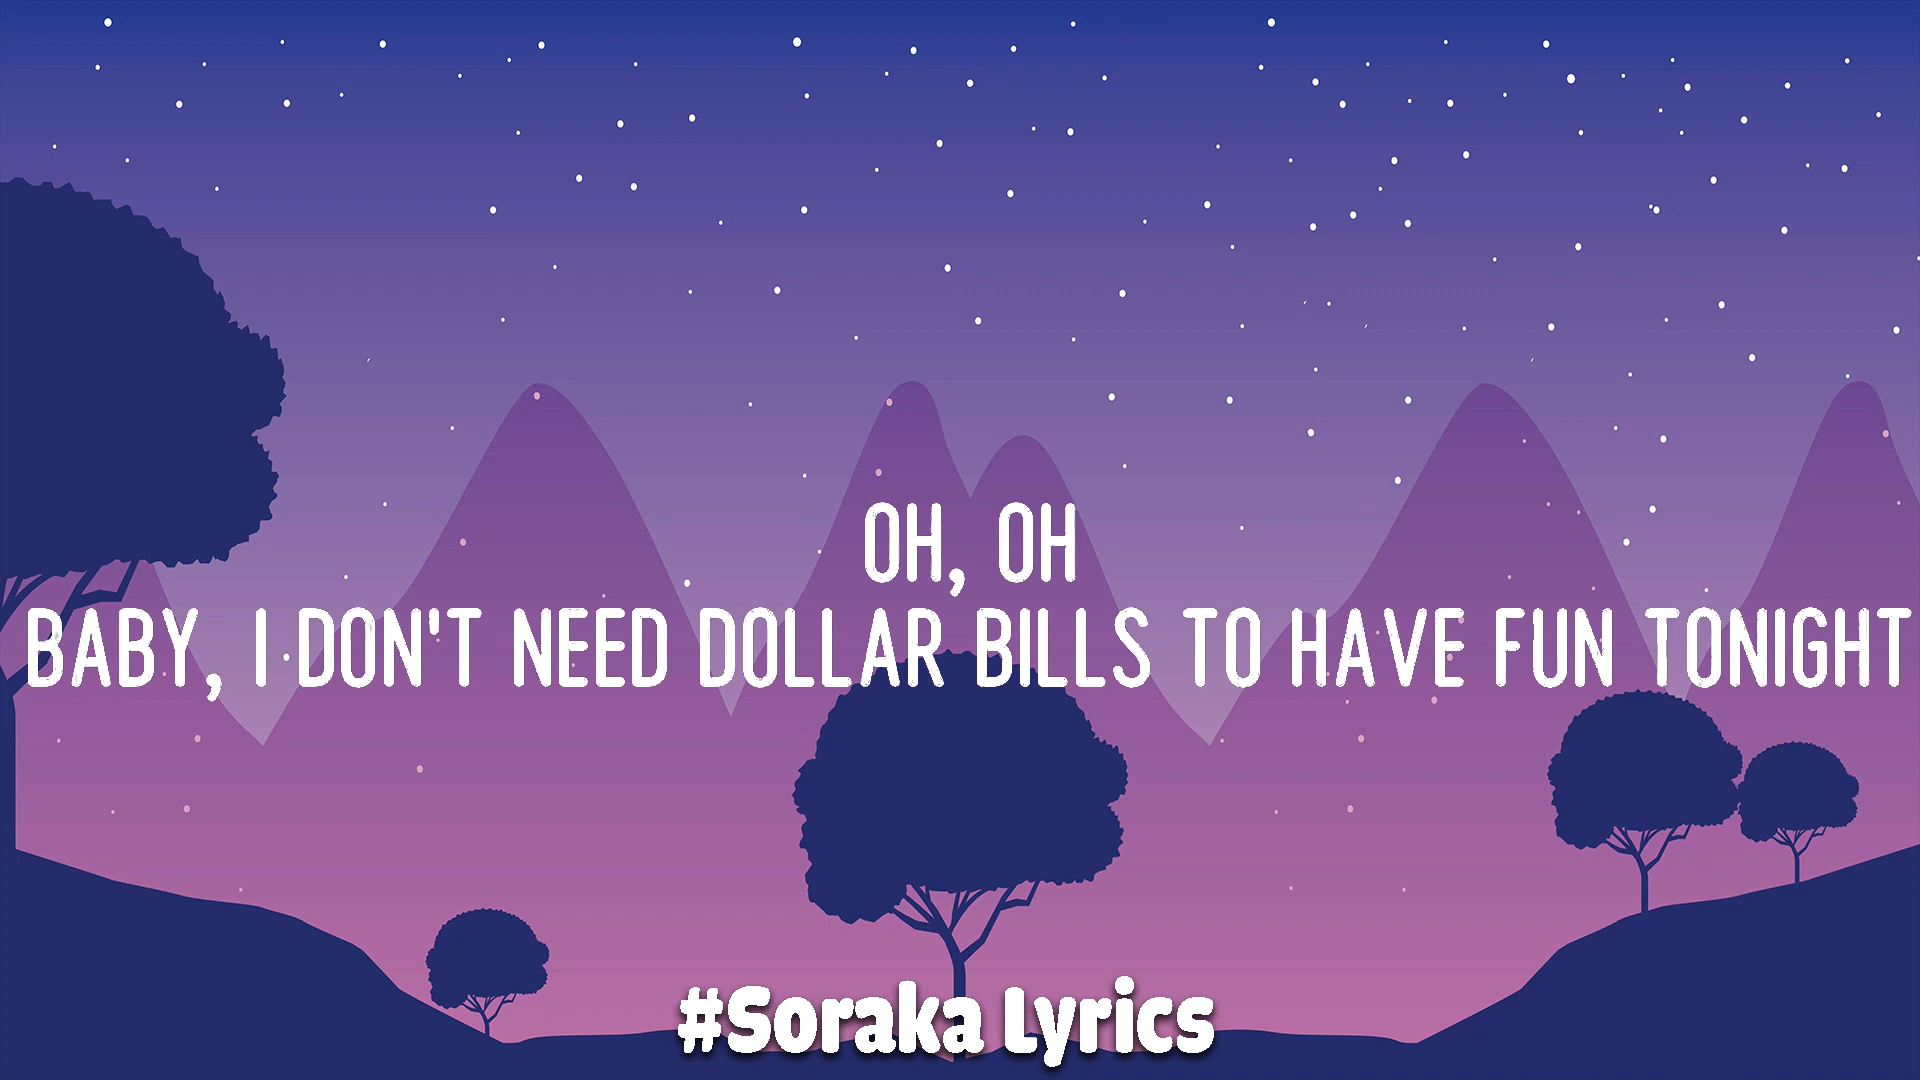 OH, OH
BABY, I DON'T NEED DOLLAR BILLS TO HAVE FUN TONIGHT
#Soraka Lyrics